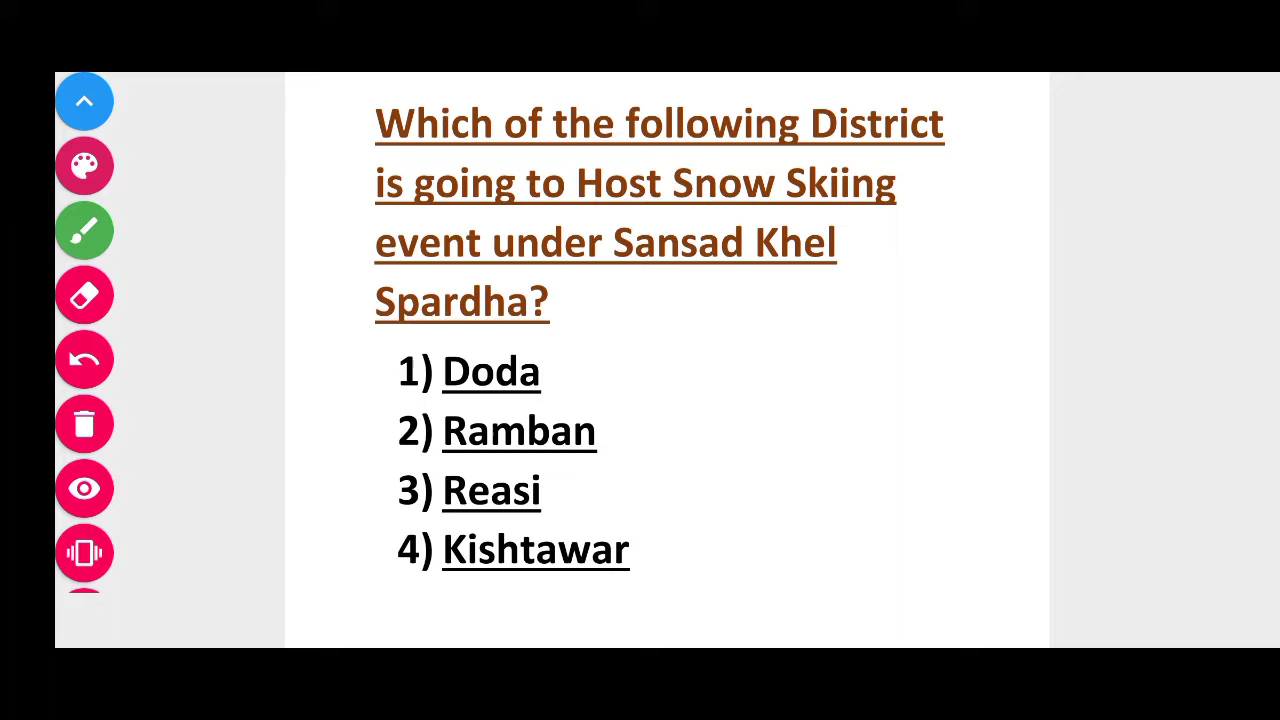 Which of the following District
is going to Host Snow Skiing
event under Sansad Khel
Spardha?
1) Doda
2) Ramban
3) Reasi
4) Kishtawar